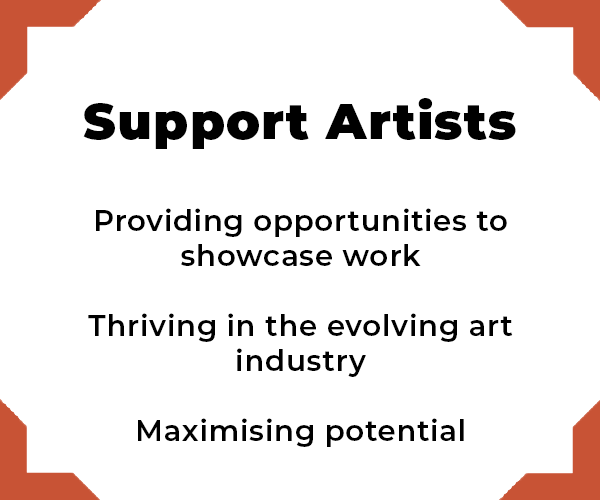 Support Artists
Providing opportunities to
showcase work
Thriving in the evolving art
industry
Maximising potential